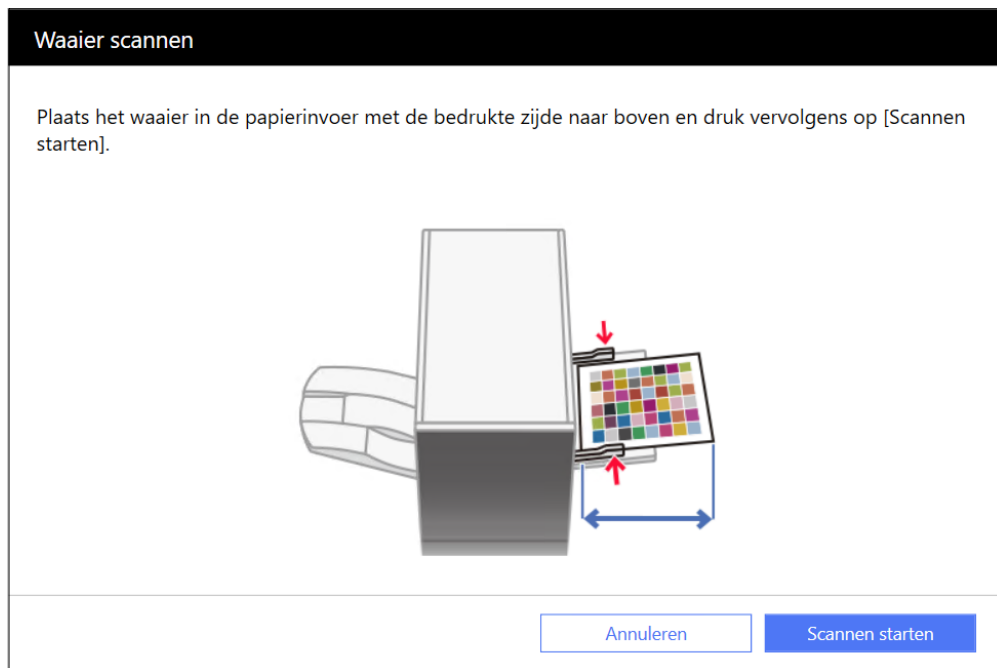 Waaier scannen
Plaats het waaier in de papierinvoer met de bedrukte zijde naar boven en druk vervolgens op [Scannen
starten].
Annuleren
Scannen starten